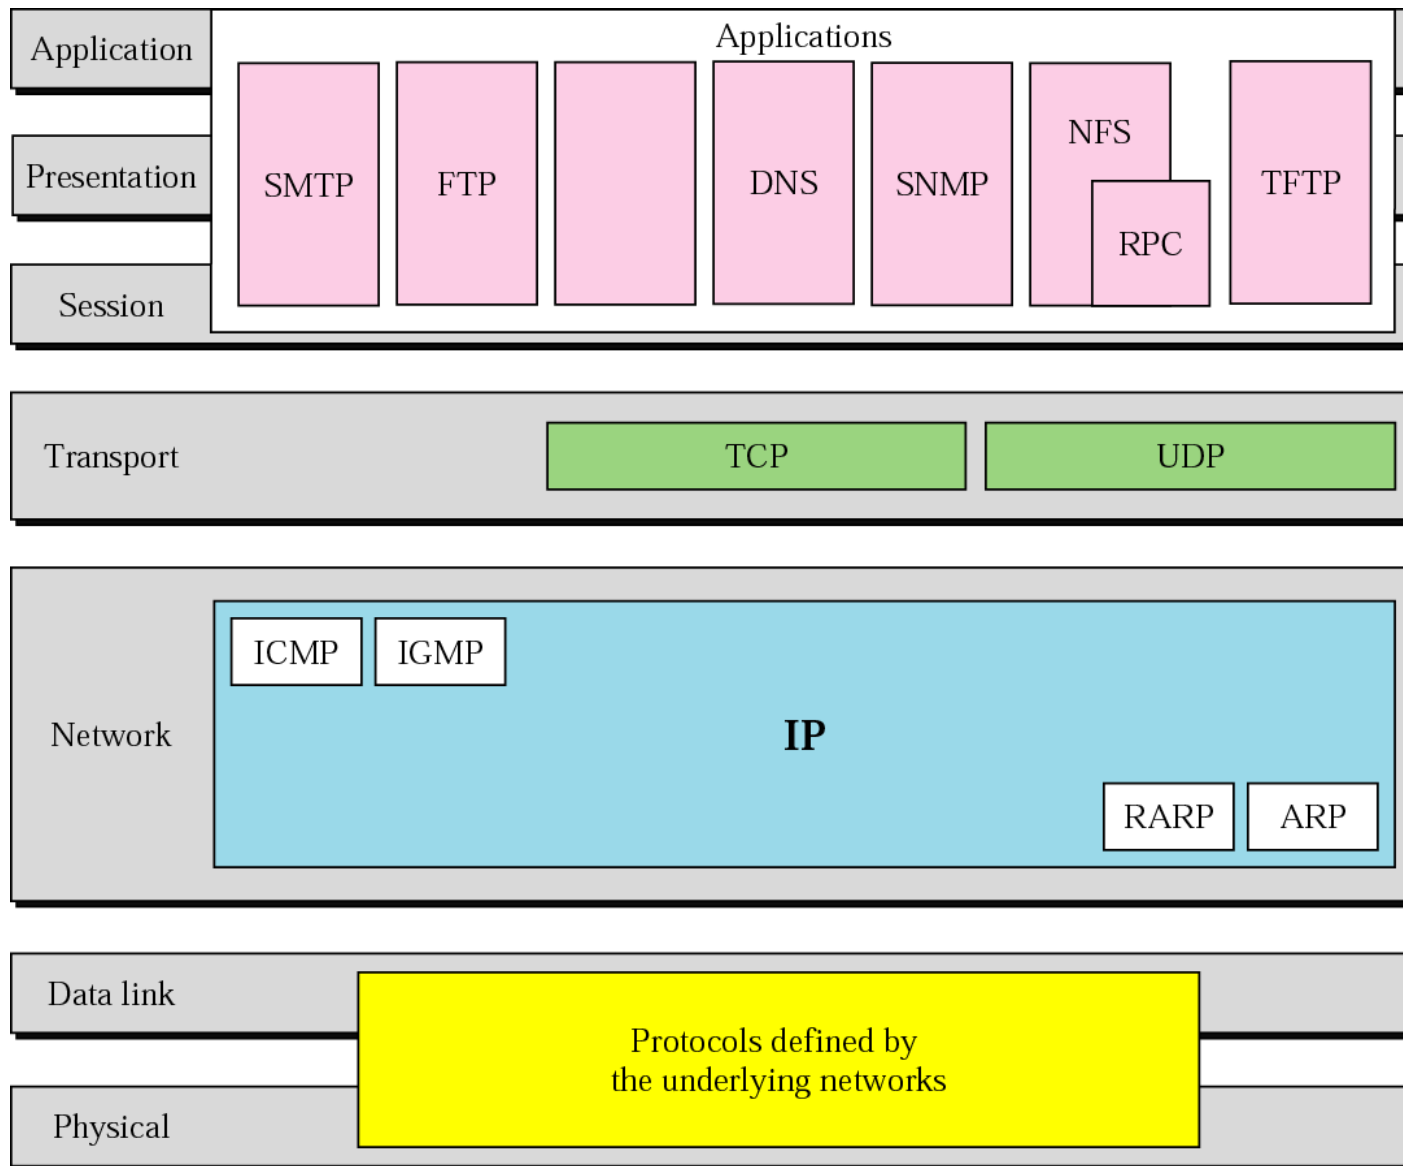 Application
Applications
Presentation
SMTP
FTP
DNS
SNMP
NFS
RPC
TFTP
Session
Transport
TCP
UDP
Network
ICMP
IGMP
IP
RARP
ARP
Data link
Protocols defined by
the underlying networks
Physical